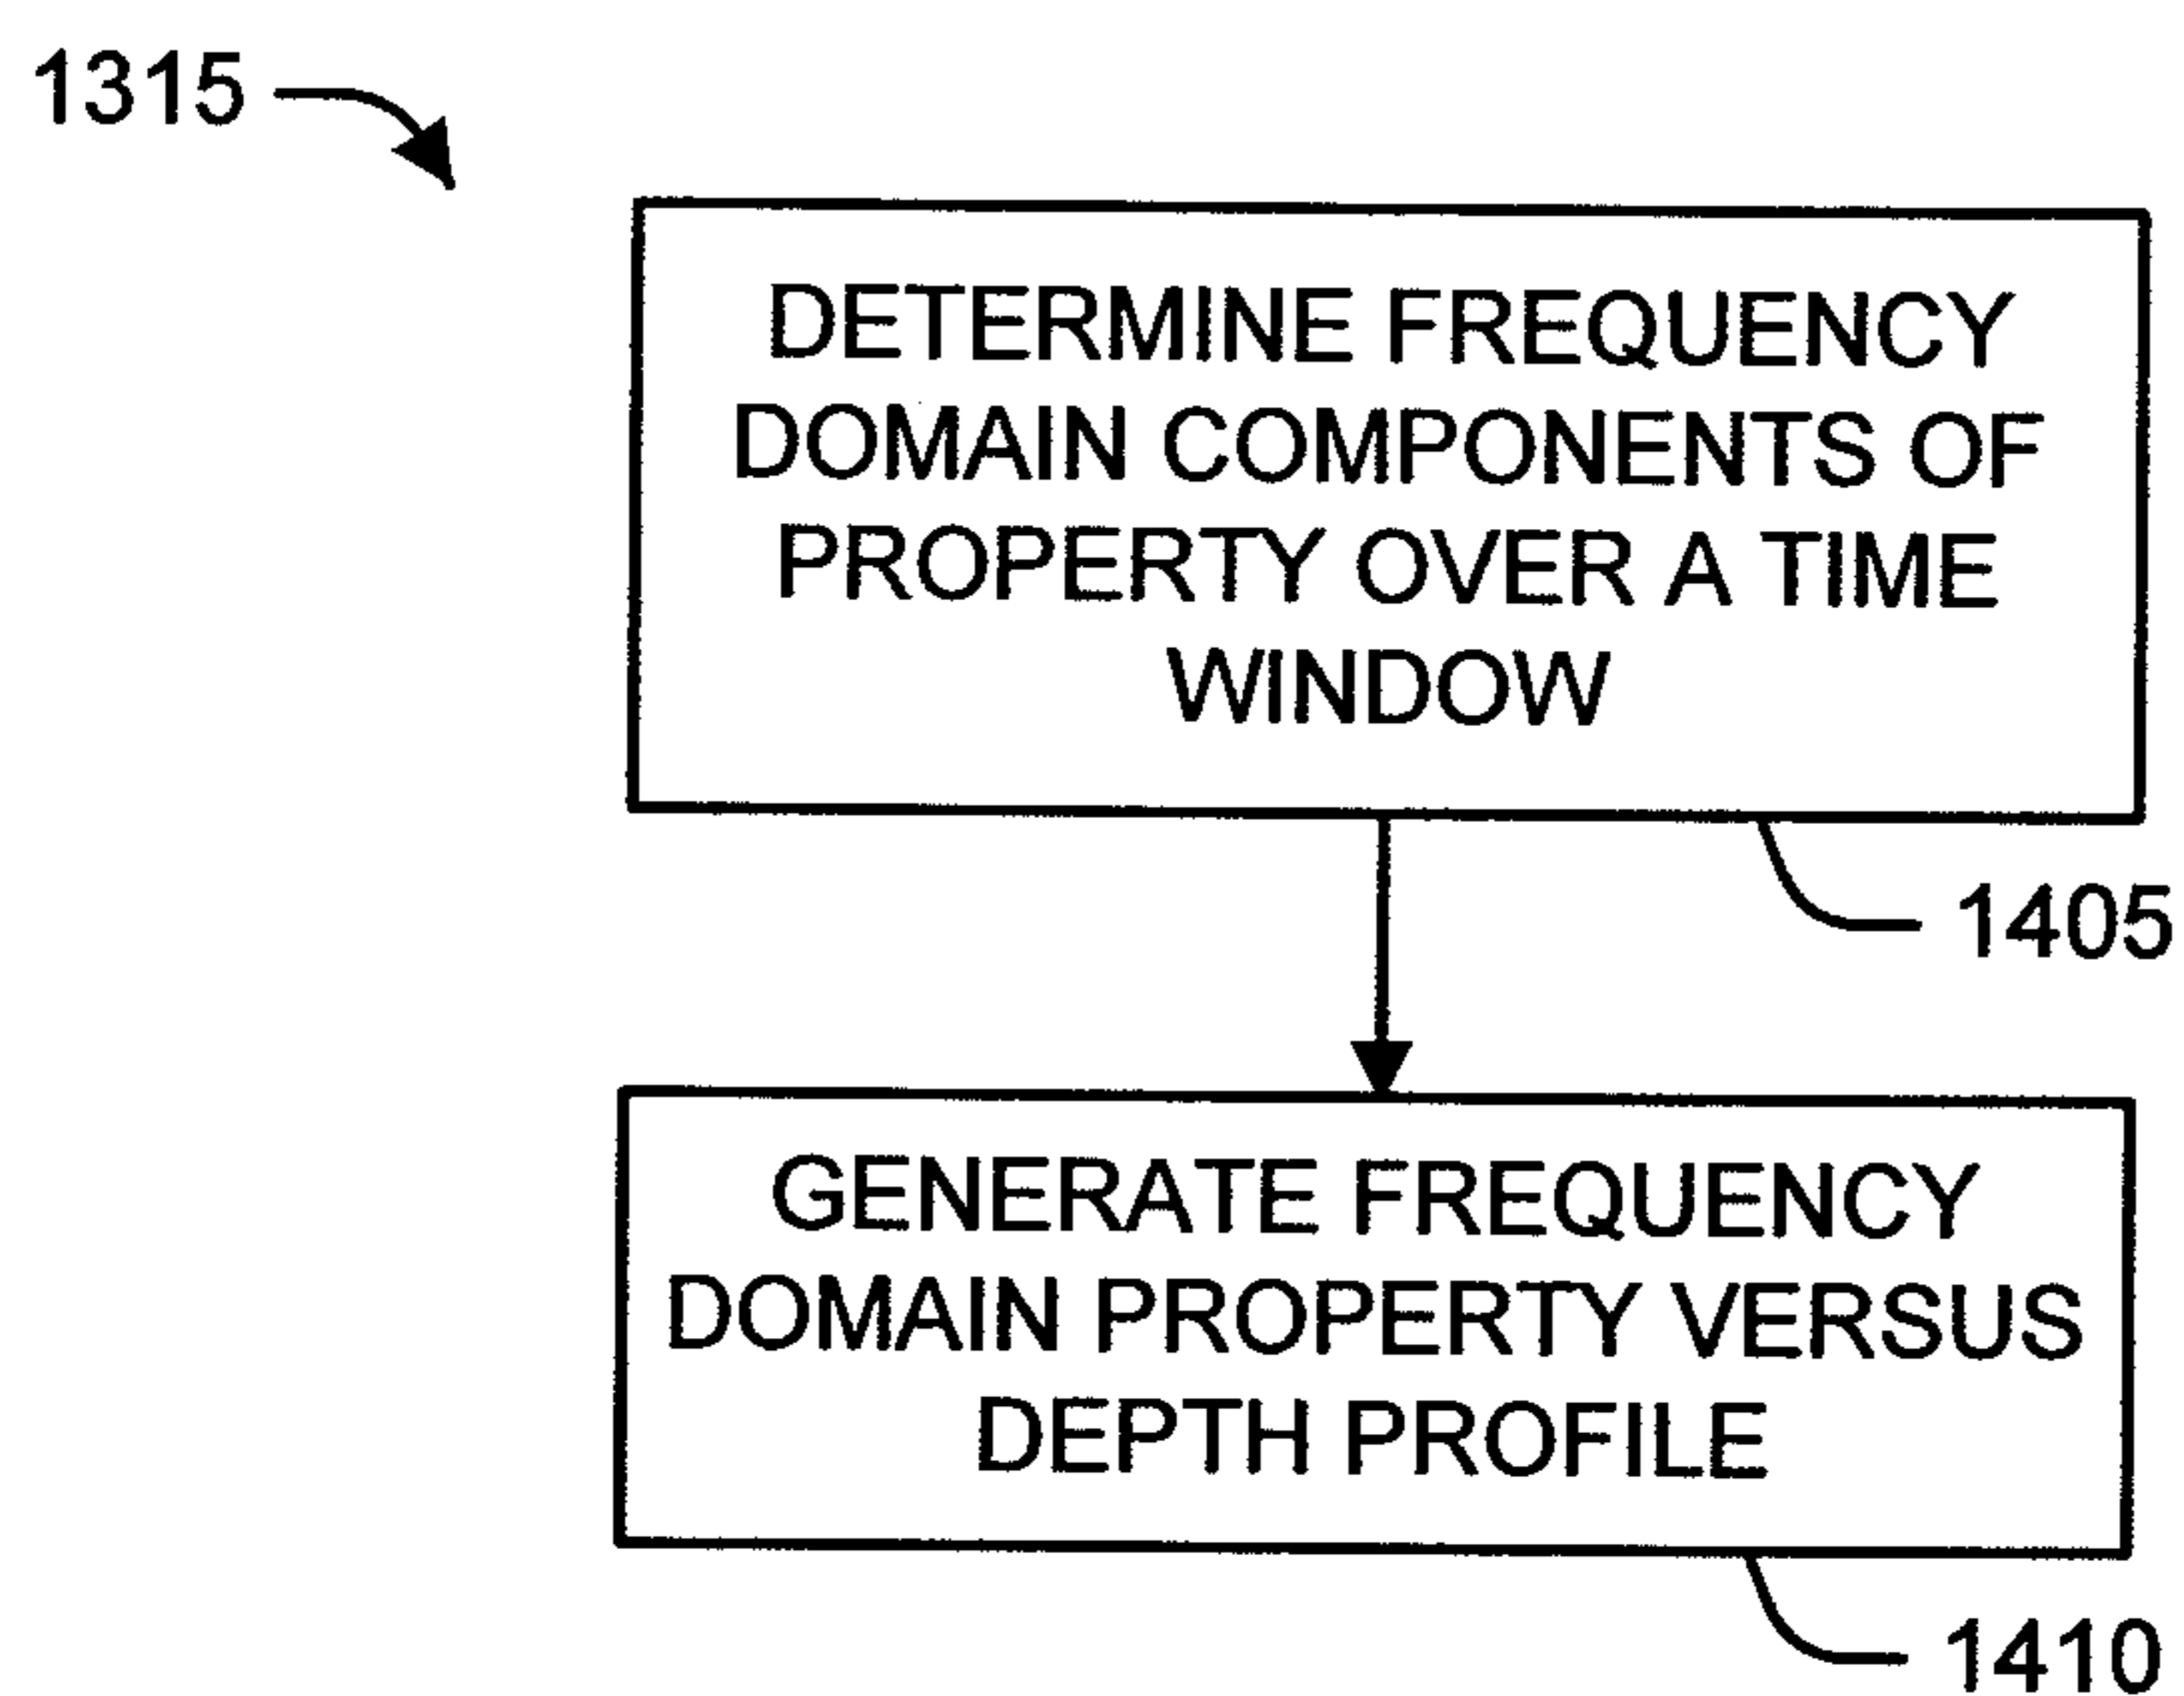 1315
DETERMINE FREQUENCY
DOMAIN COMPONENTS OF
PROPERTY OVER A TIME
WINDOW
1405
GENERATE FREQUENCY
DOMAIN PROPERTY VERSUS
DEPTH PROFILE
1410